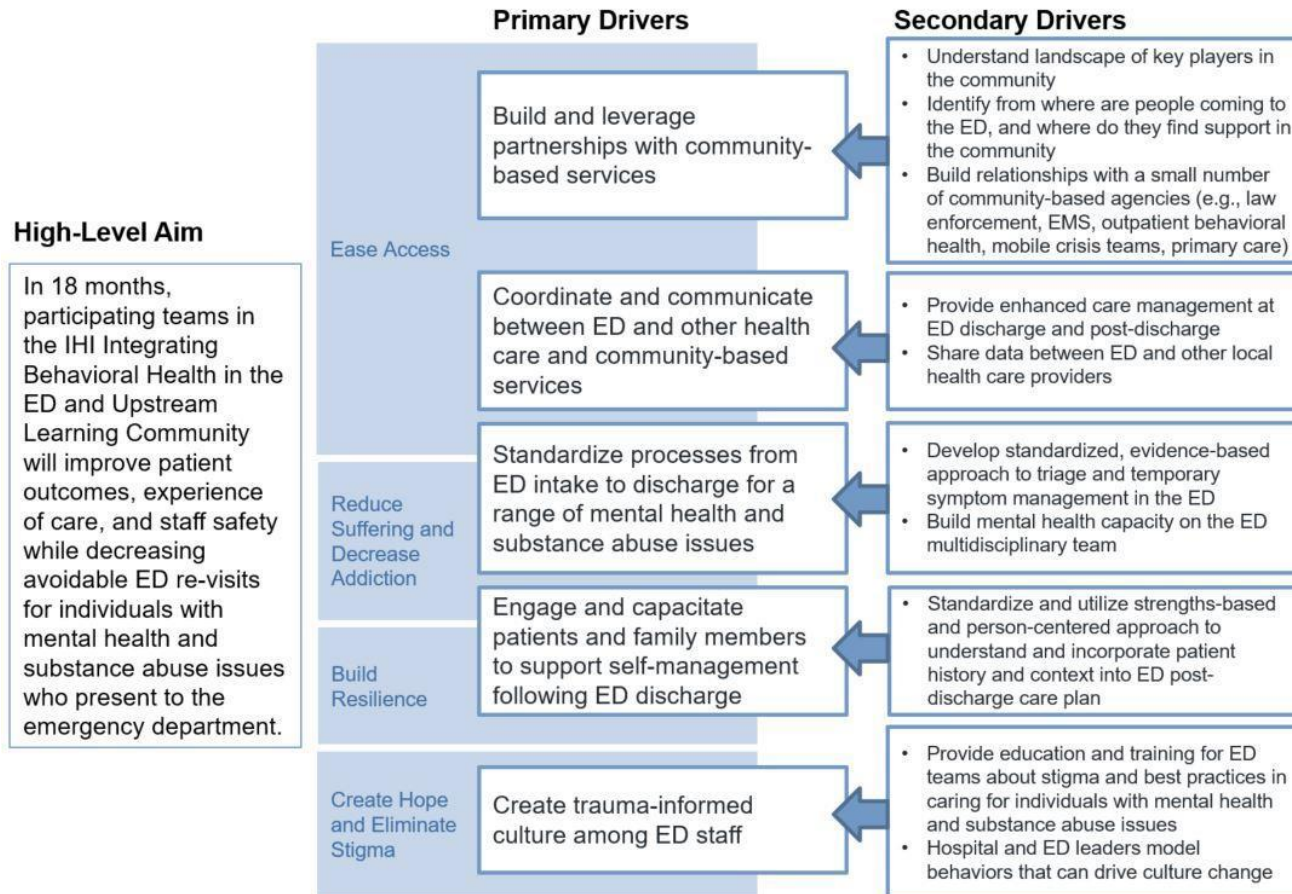 Primary Drivers
Secondary Drivers
High-Level Aim
In 18 months,
participating teams in
the IHI Integrating
Behavioral Health in the
ED and Upstream
Learning Community
will improve patient
outcomes, experience
of care, and staff safety
while decreasing
avoidable ED re-visits
for individuals with
mental health and
substance abuse issues
who present to the
emergency department.
Ease Access
Build and leverage
partnerships with community-
based services
• Understand landscape of key players in
the community
• Identify from where are people coming to
the ED, and where do they find support in
the community
• Build relationships with a small number
of community-based agencies (e.g., law
enforcement, EMS, outpatient behavioral
health, mobile crisis teams, primary care)
Coordinate and communicate
between ED and other health
care and community-based
services
• Provide enhanced care management at
ED discharge and post-discharge
• Share data between ED and other local
health care providers
Reduce
Suffering and
Decrease
Addiction
Standardize processes from
ED intake to discharge for a
range of mental health and
substance abuse issues
• Develop standardized, evidence-based
approach to triage and temporary
symptom management in the ED
• Build mental health capacity on the ED
multidisciplinary team
Build
Resilience
Engage and capacitate
patients and family members
to support self-management
following ED discharge
• Standardize and utilize strengths-based
and person-centered approach to
understand and incorporate patient
history and context into ED post-
discharge care plan
Create Hope
and Eliminate
Stigma
Create trauma-informed
culture among ED staff
• Provide education and training for ED
teams about stigma and best practices in
caring for individuals with mental health
and substance abuse issues
• Hospital and ED leaders model
behaviors that can drive culture change